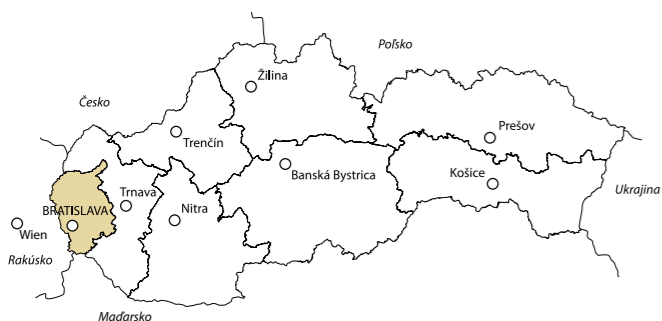 Poľsko
Žilina
Česko
Prešov
Trenčín
Banská Bystrica
Košice
Trnava
Ukrajina
BRATISLAVA
Nitra
Wien
Rakúsko
Maďarsko